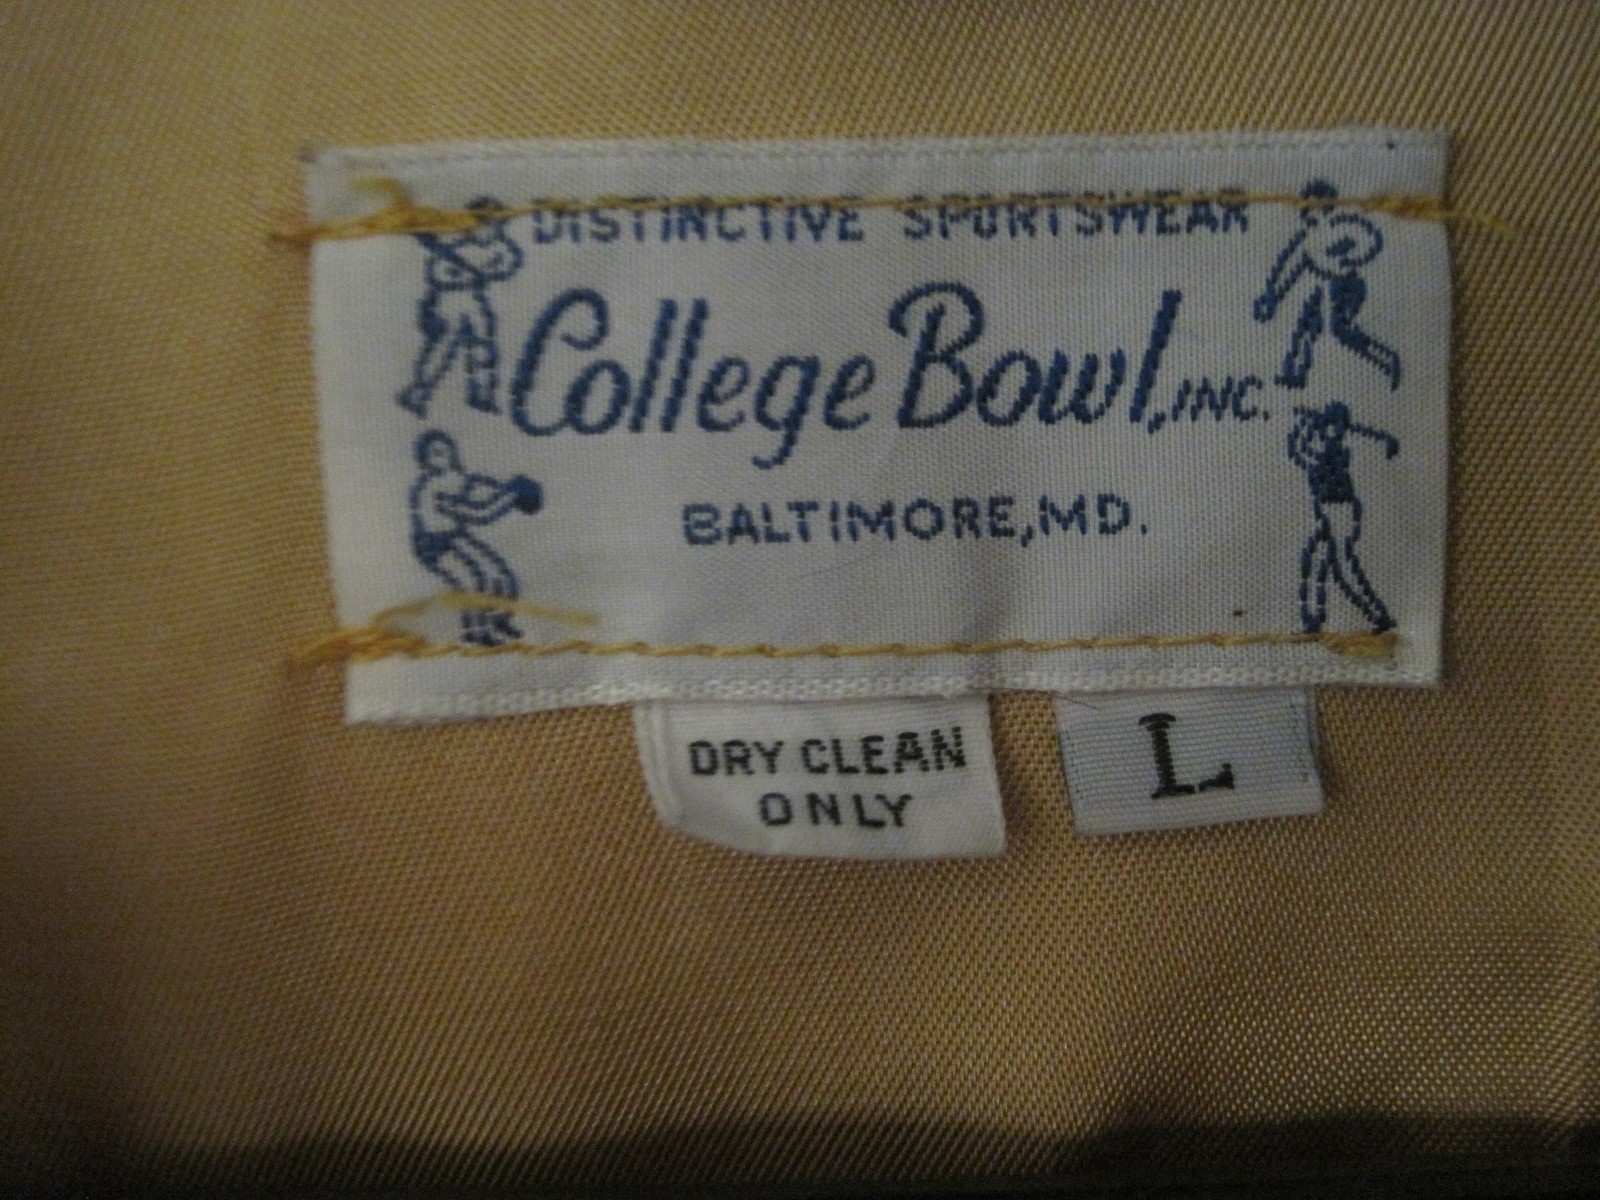 DISTINCTIVE SPORTSWEAR
College Bowl, INC.
BALTIMORE, MD.
DRY CLEAN
ONLY
L